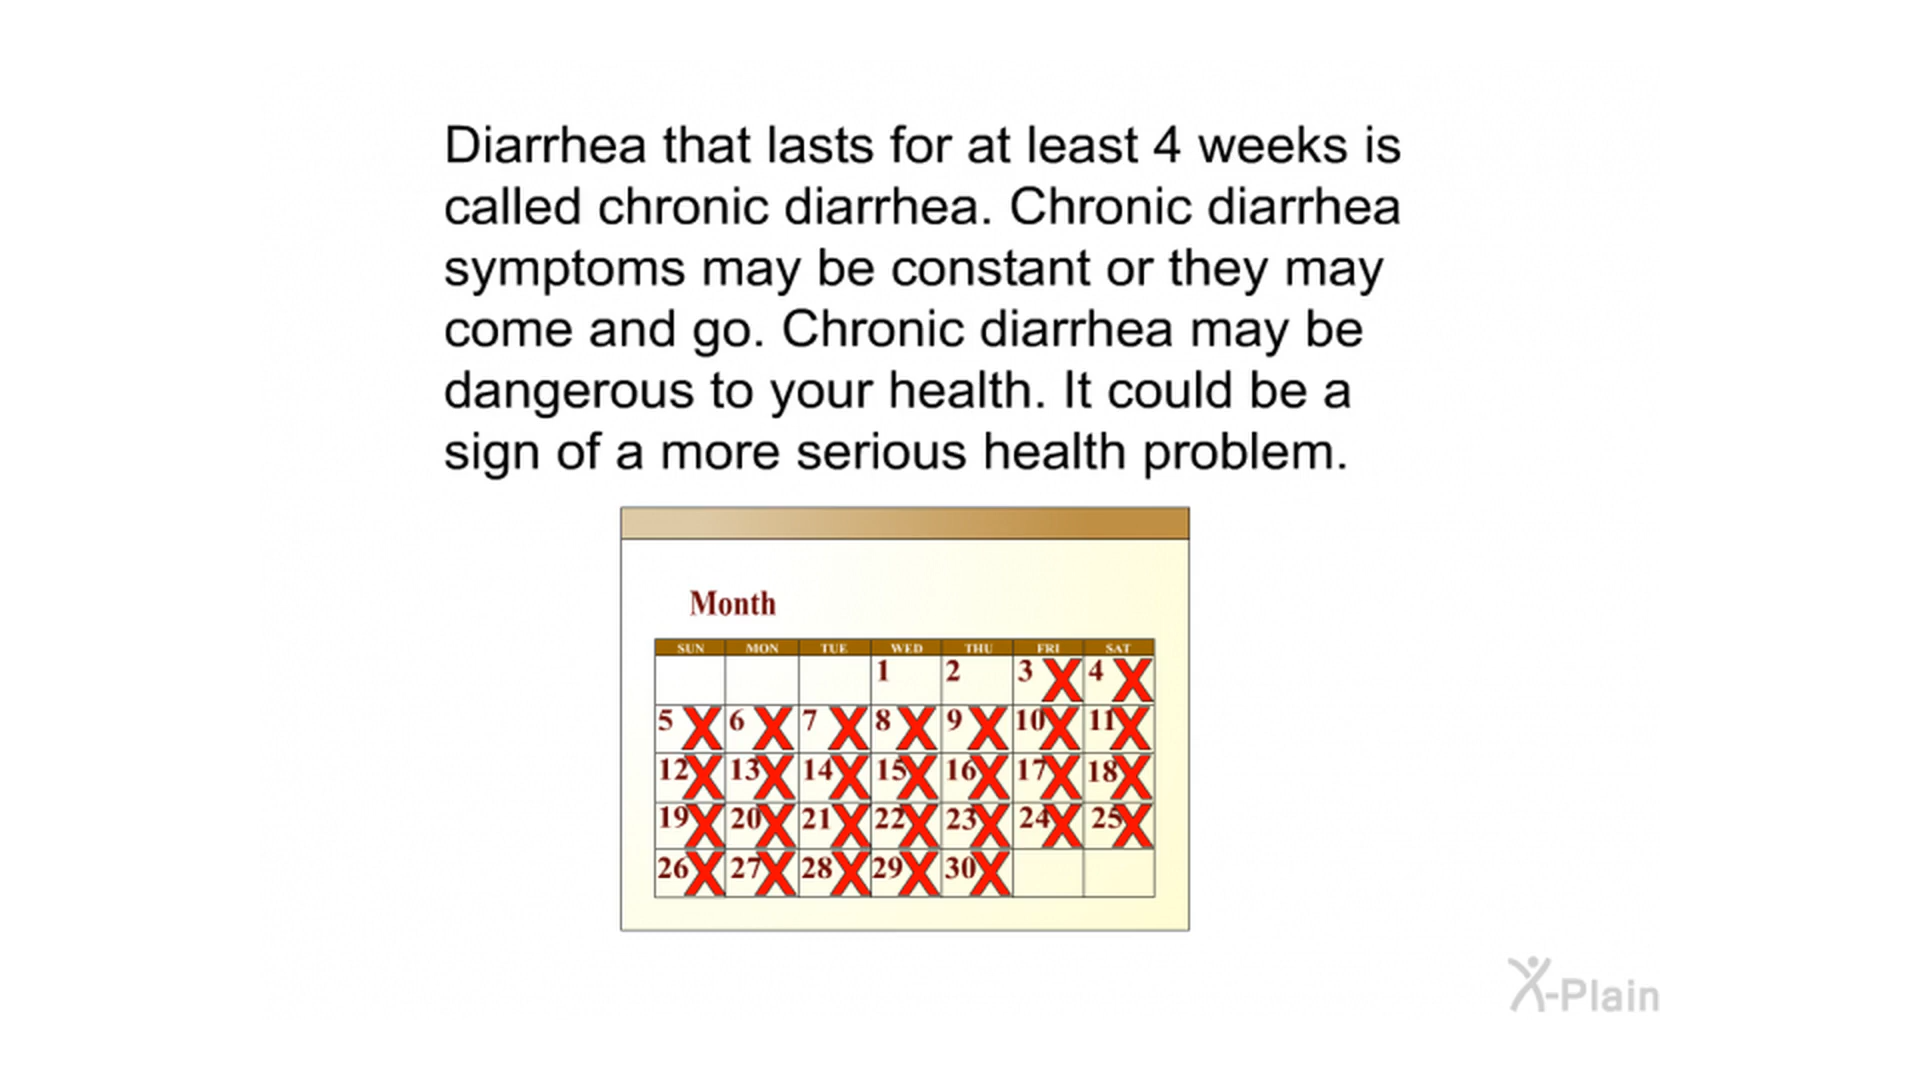 Diarrhea that lasts for at least 4 weeks is
called chronic diarrhea. Chronic diarrhea
symptoms may be constant or they may
come and go. Chronic diarrhea may be
dangerous to your health. It could be a
sign of a more serious health problem.
Month
SUN MON TUE WED THU FRI SAT
1 2 3 X 4 X
5 X 6 X 7 X 8 X 9 X 10 X 11 X
12 X 13 X 14 X 15 X 16 X 17 X 18 X
19 X 20 X 21 X 22 X 23 X 24 X 25 X
26 X 27 X 28 X 29 X 30 X
X-Plain